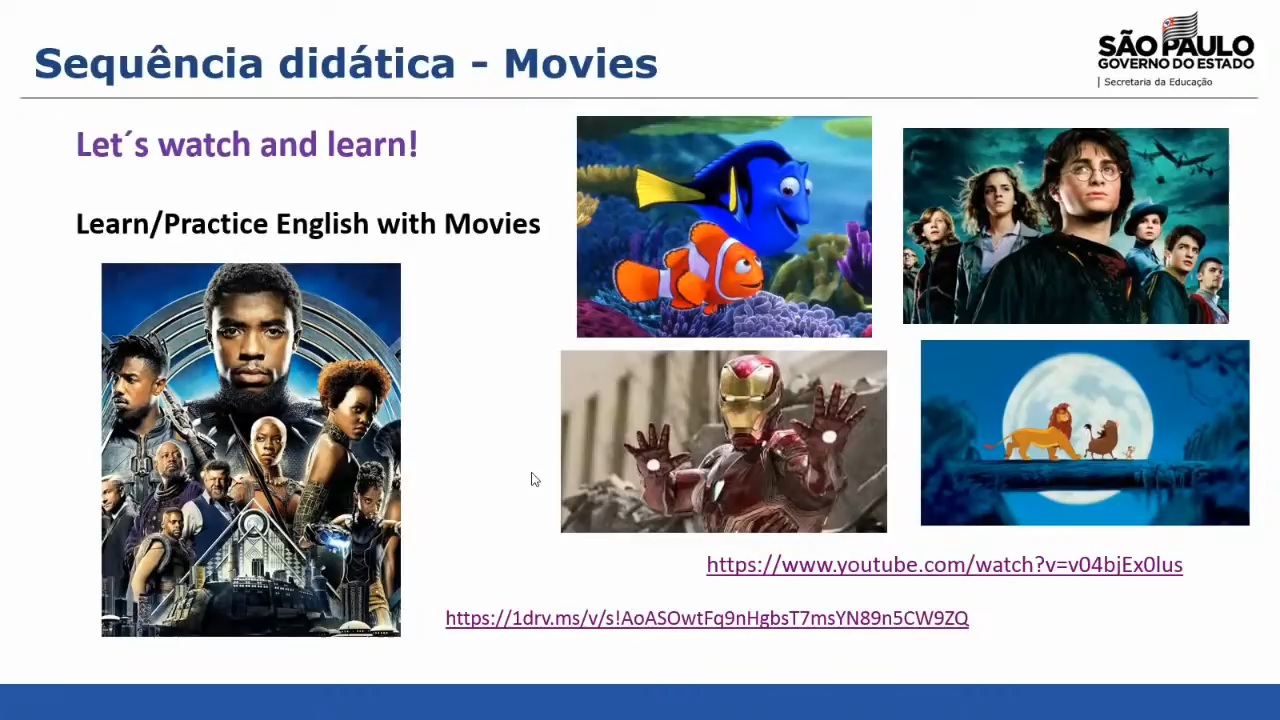 Sequência didática - Movies
SÃO PAULO
GOVERNO DO ESTADO
| Secretaria da Educação
Let´s watch and learn!
Learn/Practice English with Movies
https://www.youtube.com/watch?v=v04bjEx0lus
https://1drv.ms/v/s!AoASOwtFq9nHgbsT7msYN89n5CW9ZQ